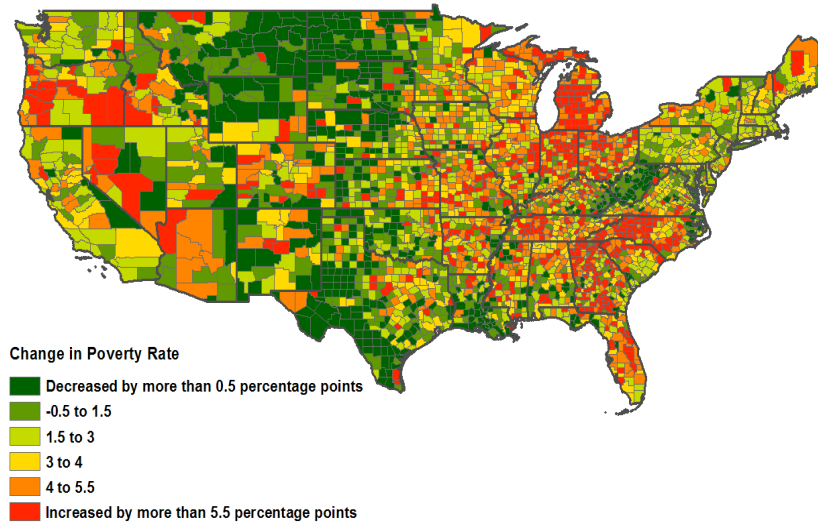 Change in Poverty Rate
Decreased by more than 0.5 percentage points
-0.5 to 1.5
1.5 to 3
3 to 4
4 to 5.5
Increased by more than 5.5 percentage points